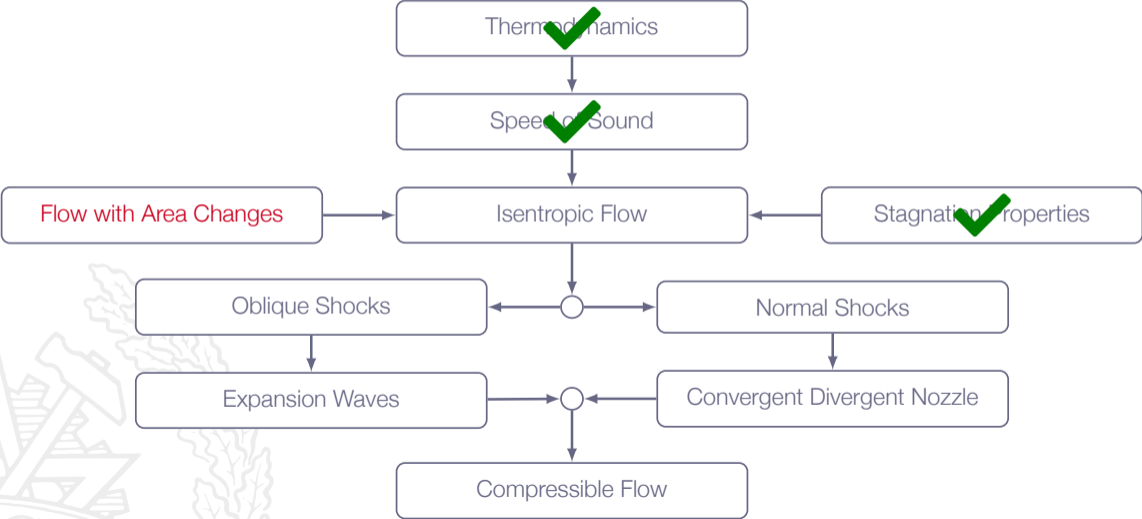 Thermodynamics
Speed of Sound
Flow with Area Changes
Isentropic Flow
Stagnation Properties
Oblique Shocks
Normal Shocks
Expansion Waves
Convergent Divergent Nozzle
Compressible Flow